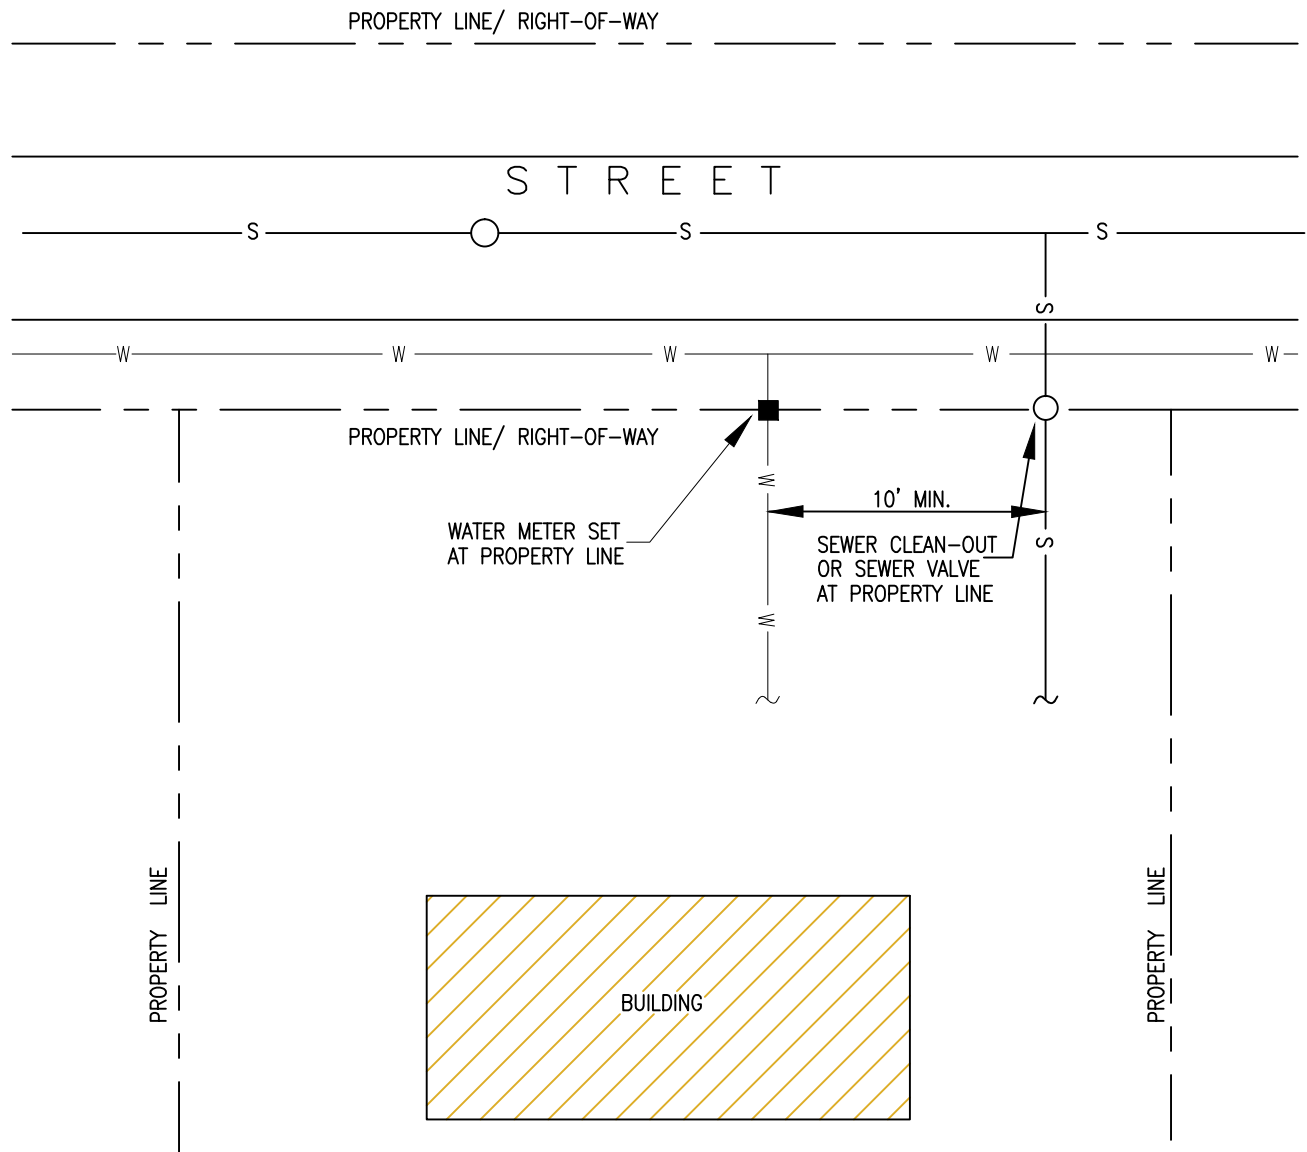 PROPERTY LINE/ RIGHT-OF-WAY
STREET
S S S
S
W W W W W
PROPERTY LINE/ RIGHT-OF-WAY
W
10' MIN.
WATER METER SET
AT PROPERTY LINE
SEWER CLEAN-OUT
OR SEWER VALVE
AT PROPERTY LINE
S
W
PROPERTY LINE
PROPERTY LINE
BUILDING